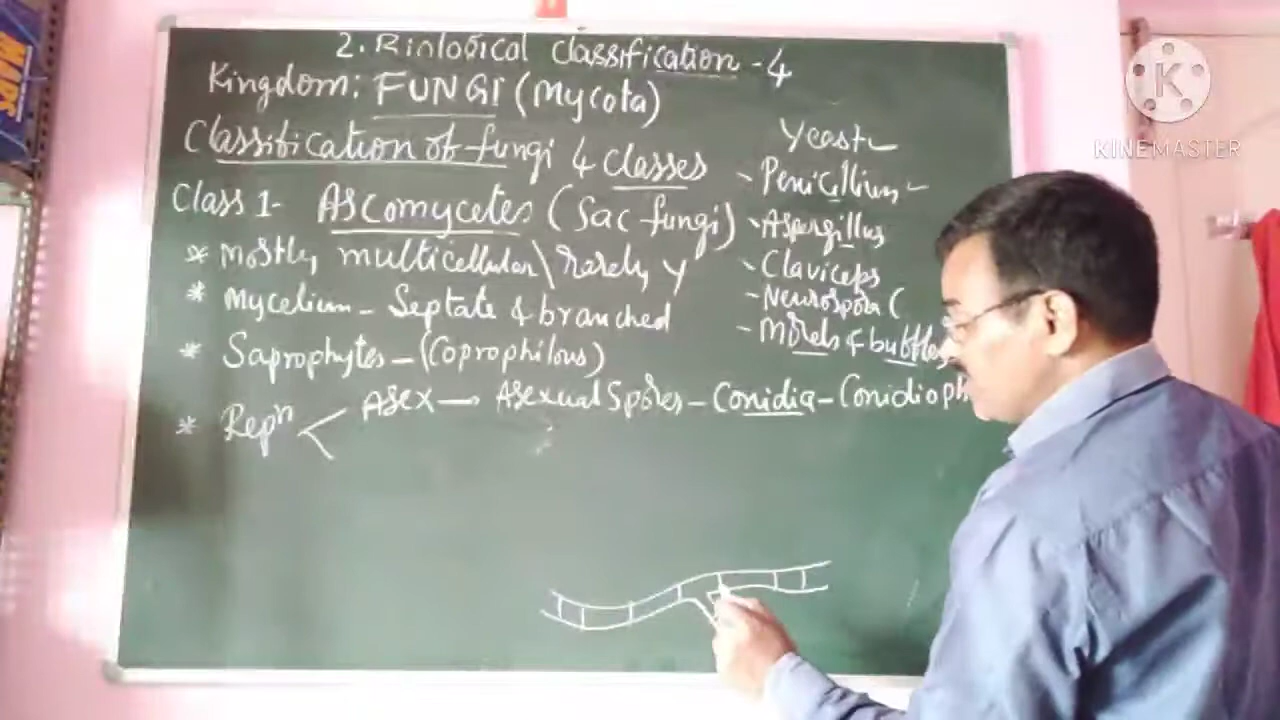 2. Biological classification - 4
Kingdom: FUNGI (Mycota)
Classification of fungi 4 classes
Class 1- Ascomycetes (Sac fungi)
* Mostly multicellular \ rarely y
* Mycelium - Septate & branched
* Saprophytes - (Coprophilous)
* Repⁿ < Asex → Asexual Spores - Conidia - Conidioph
Yeast
- Penicillium -
- Aspergillus
- Claviceps
- Neurospora (
- Morels & buffles
K
KINEMASTER